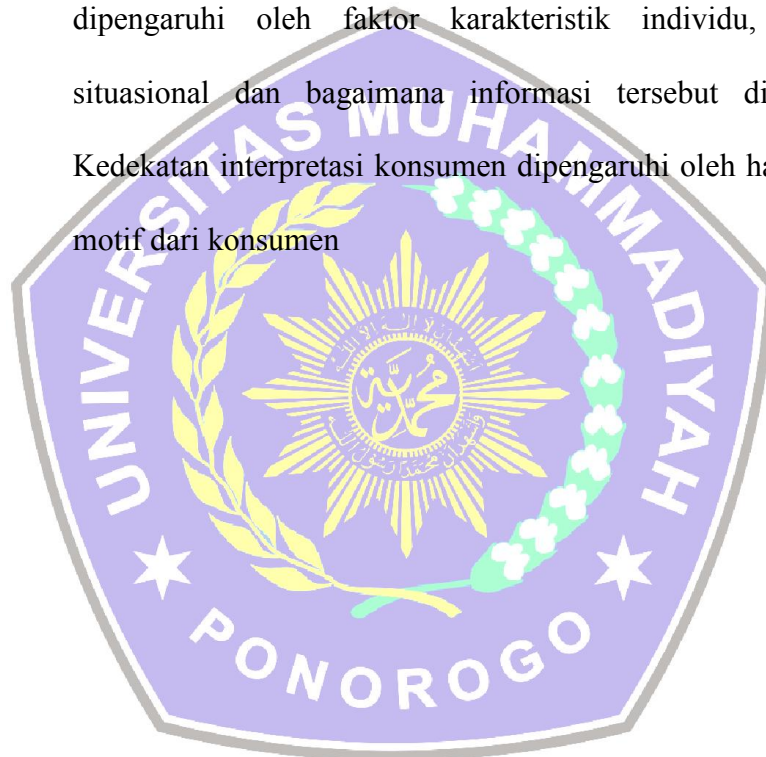 dipengaruhi oleh faktor karakteristik individu,
situasional dan bagaimana informasi tersebut di
Kedekatan interpretasi konsumen dipengaruhi oleh ha
motif dari konsumen
UNIVERSITAS MUHAMMADIYAH
محمدية
PONOROGO